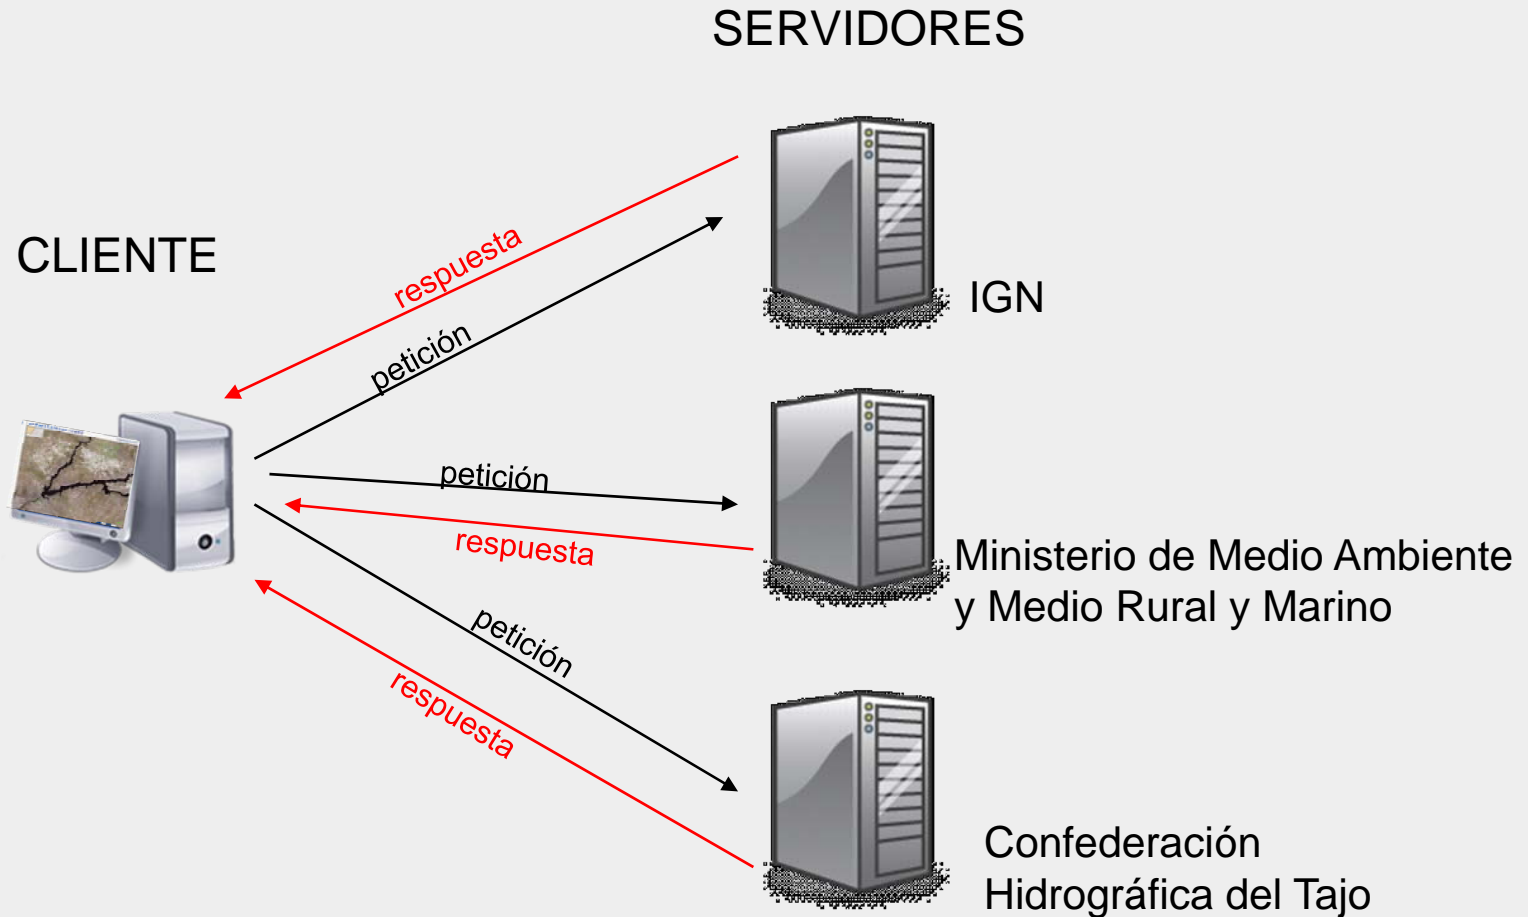 SERVIDORES
CLIENTE
respuesta
petición
IGN
petición
respuesta
Ministerio de Medio Ambiente
y Medio Rural y Marino
petición
respuesta
Confederación
Hidrográfica del Tajo